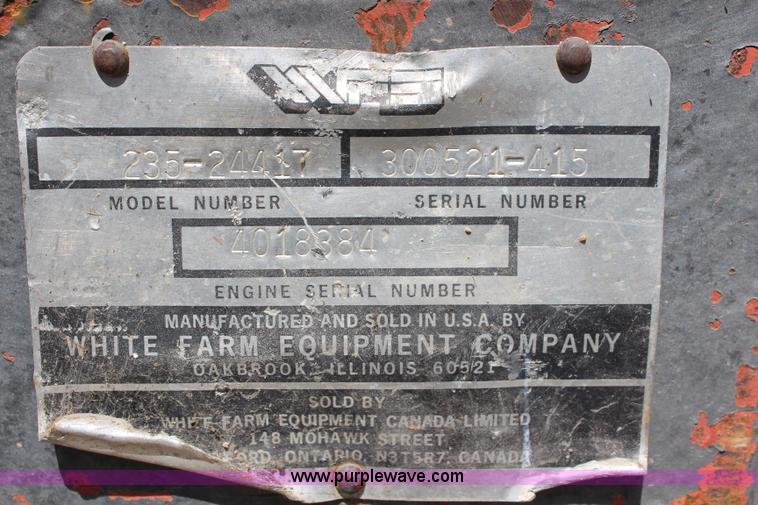 WFE
235-24417 300521-415
MODEL NUMBER SERIAL NUMBER
4018384
ENGINE SERIAL NUMBER
MANUFACTURED AND SOLD IN U.S.A. BY
WHITE FARM EQUIPMENT COMPANY
OAKBROOK, ILLINOIS 60521
SOLD BY
WHITE FARM EQUIPMENT CANADA LIMITED
148 MOHAWK STREET
ONTARIO, N3T5R7, CANADA
www.purplewave.com